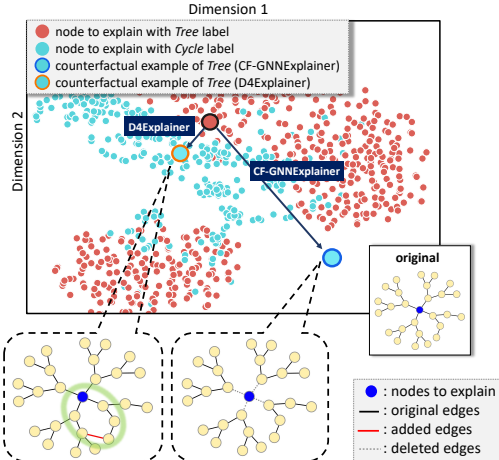 Dimension 1
node to explain with Tree label
node to explain with Cycle label
counterfactual example of Tree (CF-GNNExplainer)
counterfactual example of Tree (D4Explainer)
Dimension 2
D4Explainer
CF-GNNExplainer
original
: nodes to explain
: original edges
: added edges
: deleted edges